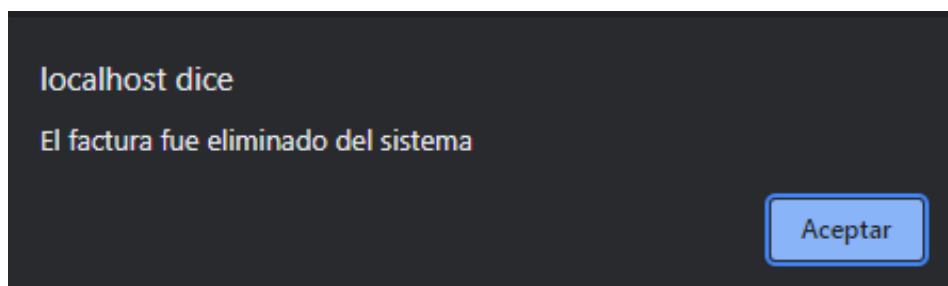 localhost dice
El factura fue eliminado del sistema
Aceptar